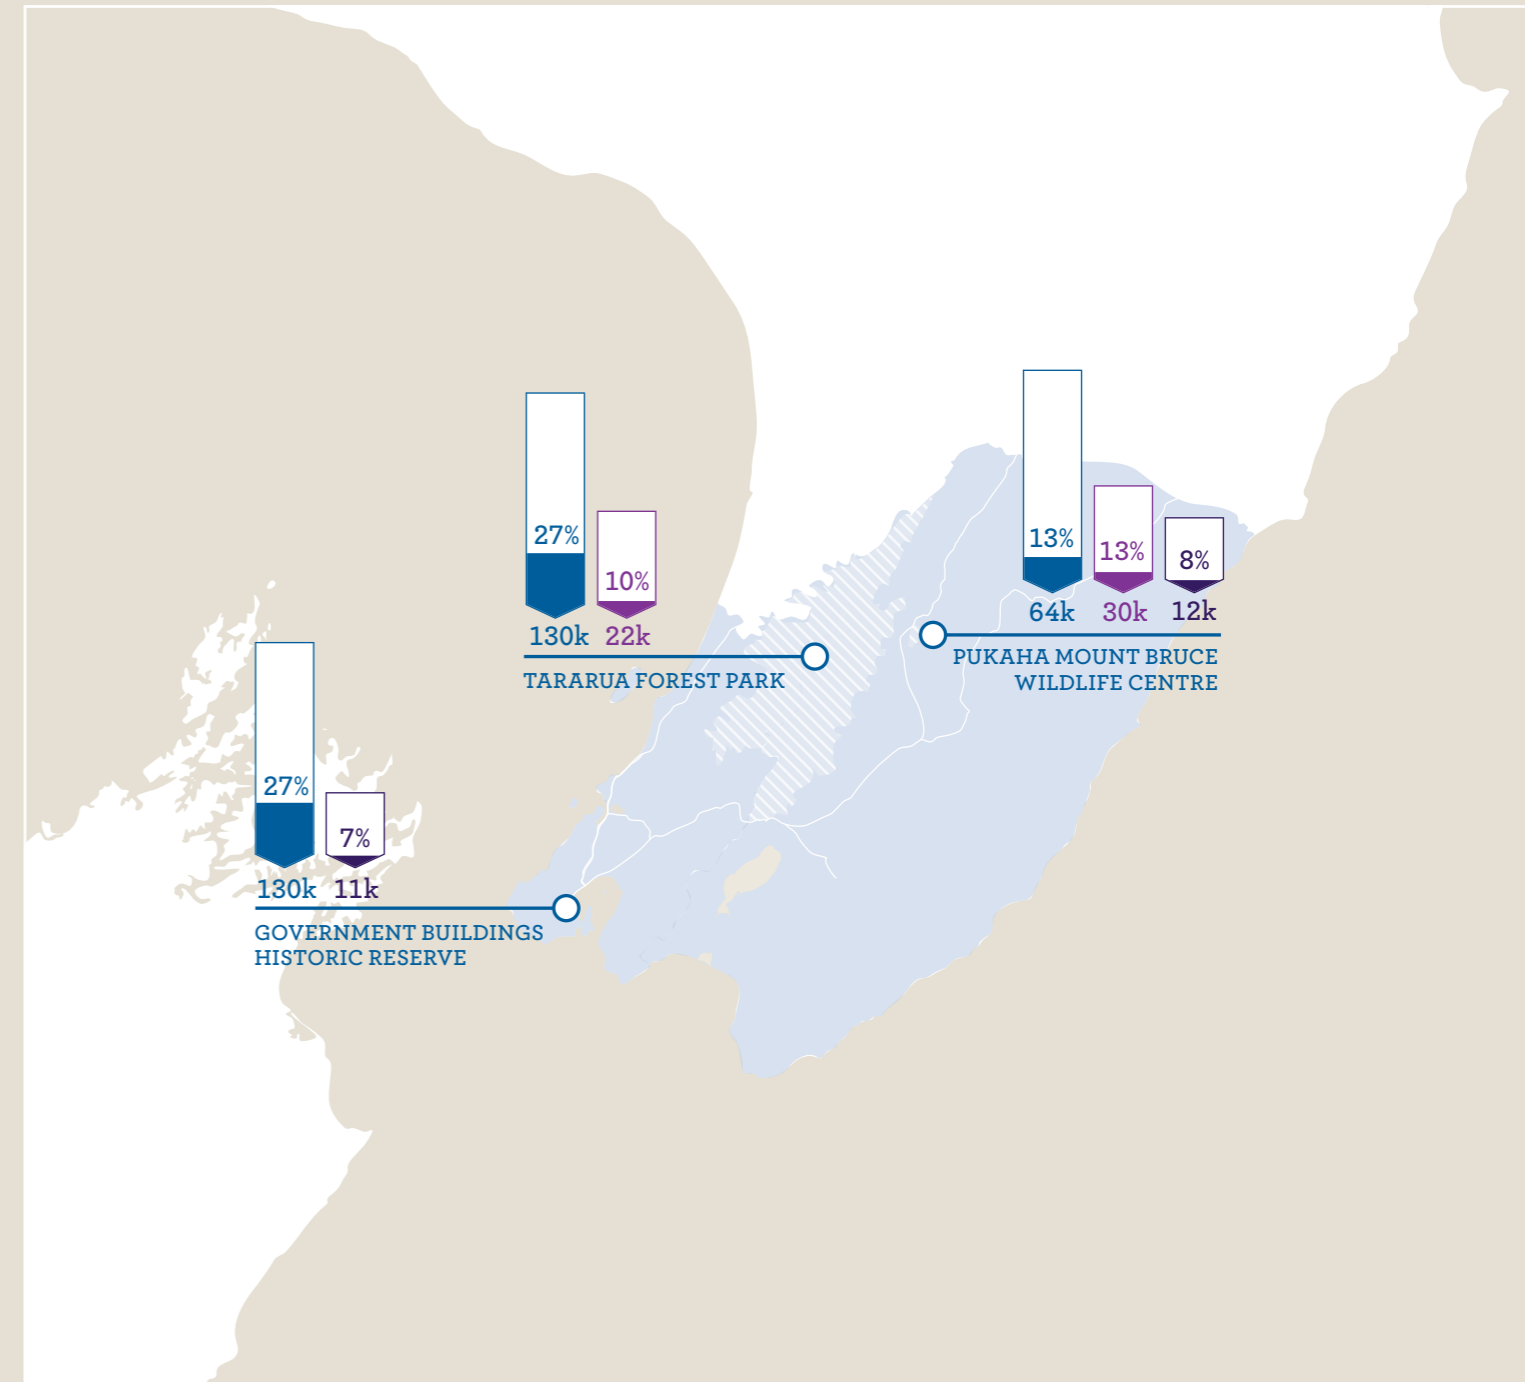 27%
10%
130k 22k
TARARUA FOREST PARK
13%
13%
8%
64k 30k 12k
PUKAHA MOUNT BRUCE
WILDLIFE CENTRE
27%
7%
130k 11k
GOVERNMENT BUILDINGS
HISTORIC RESERVE